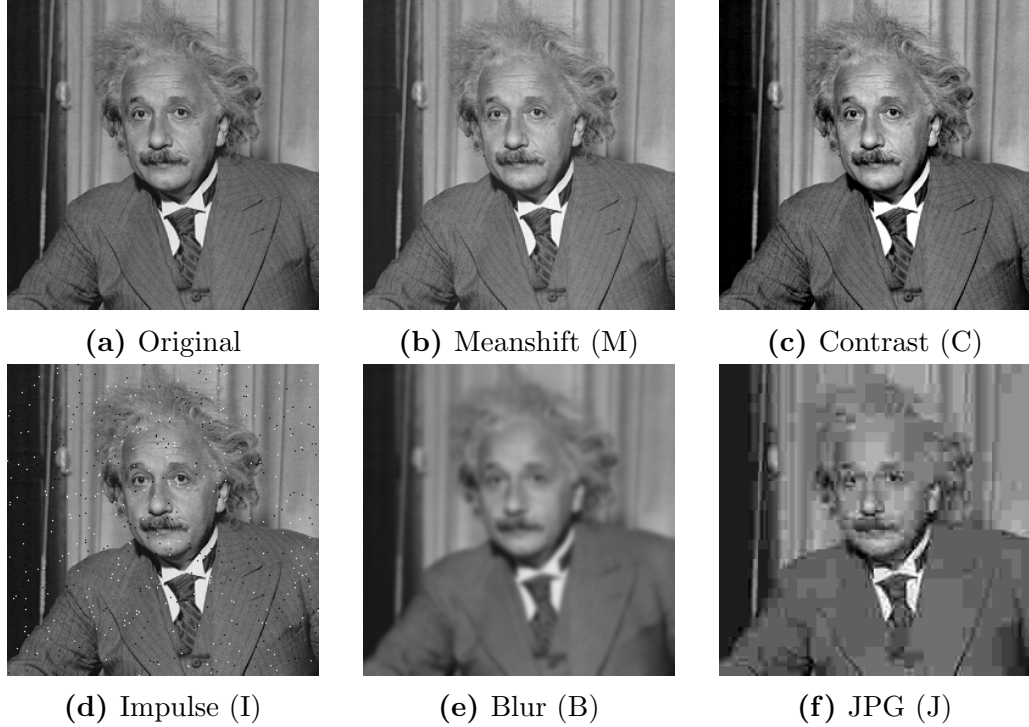 (a) Original
(b) Meanshift (M)
(c) Contrast (C)
(d) Impulse (I)
(e) Blur (B)
(f) JPG (J)